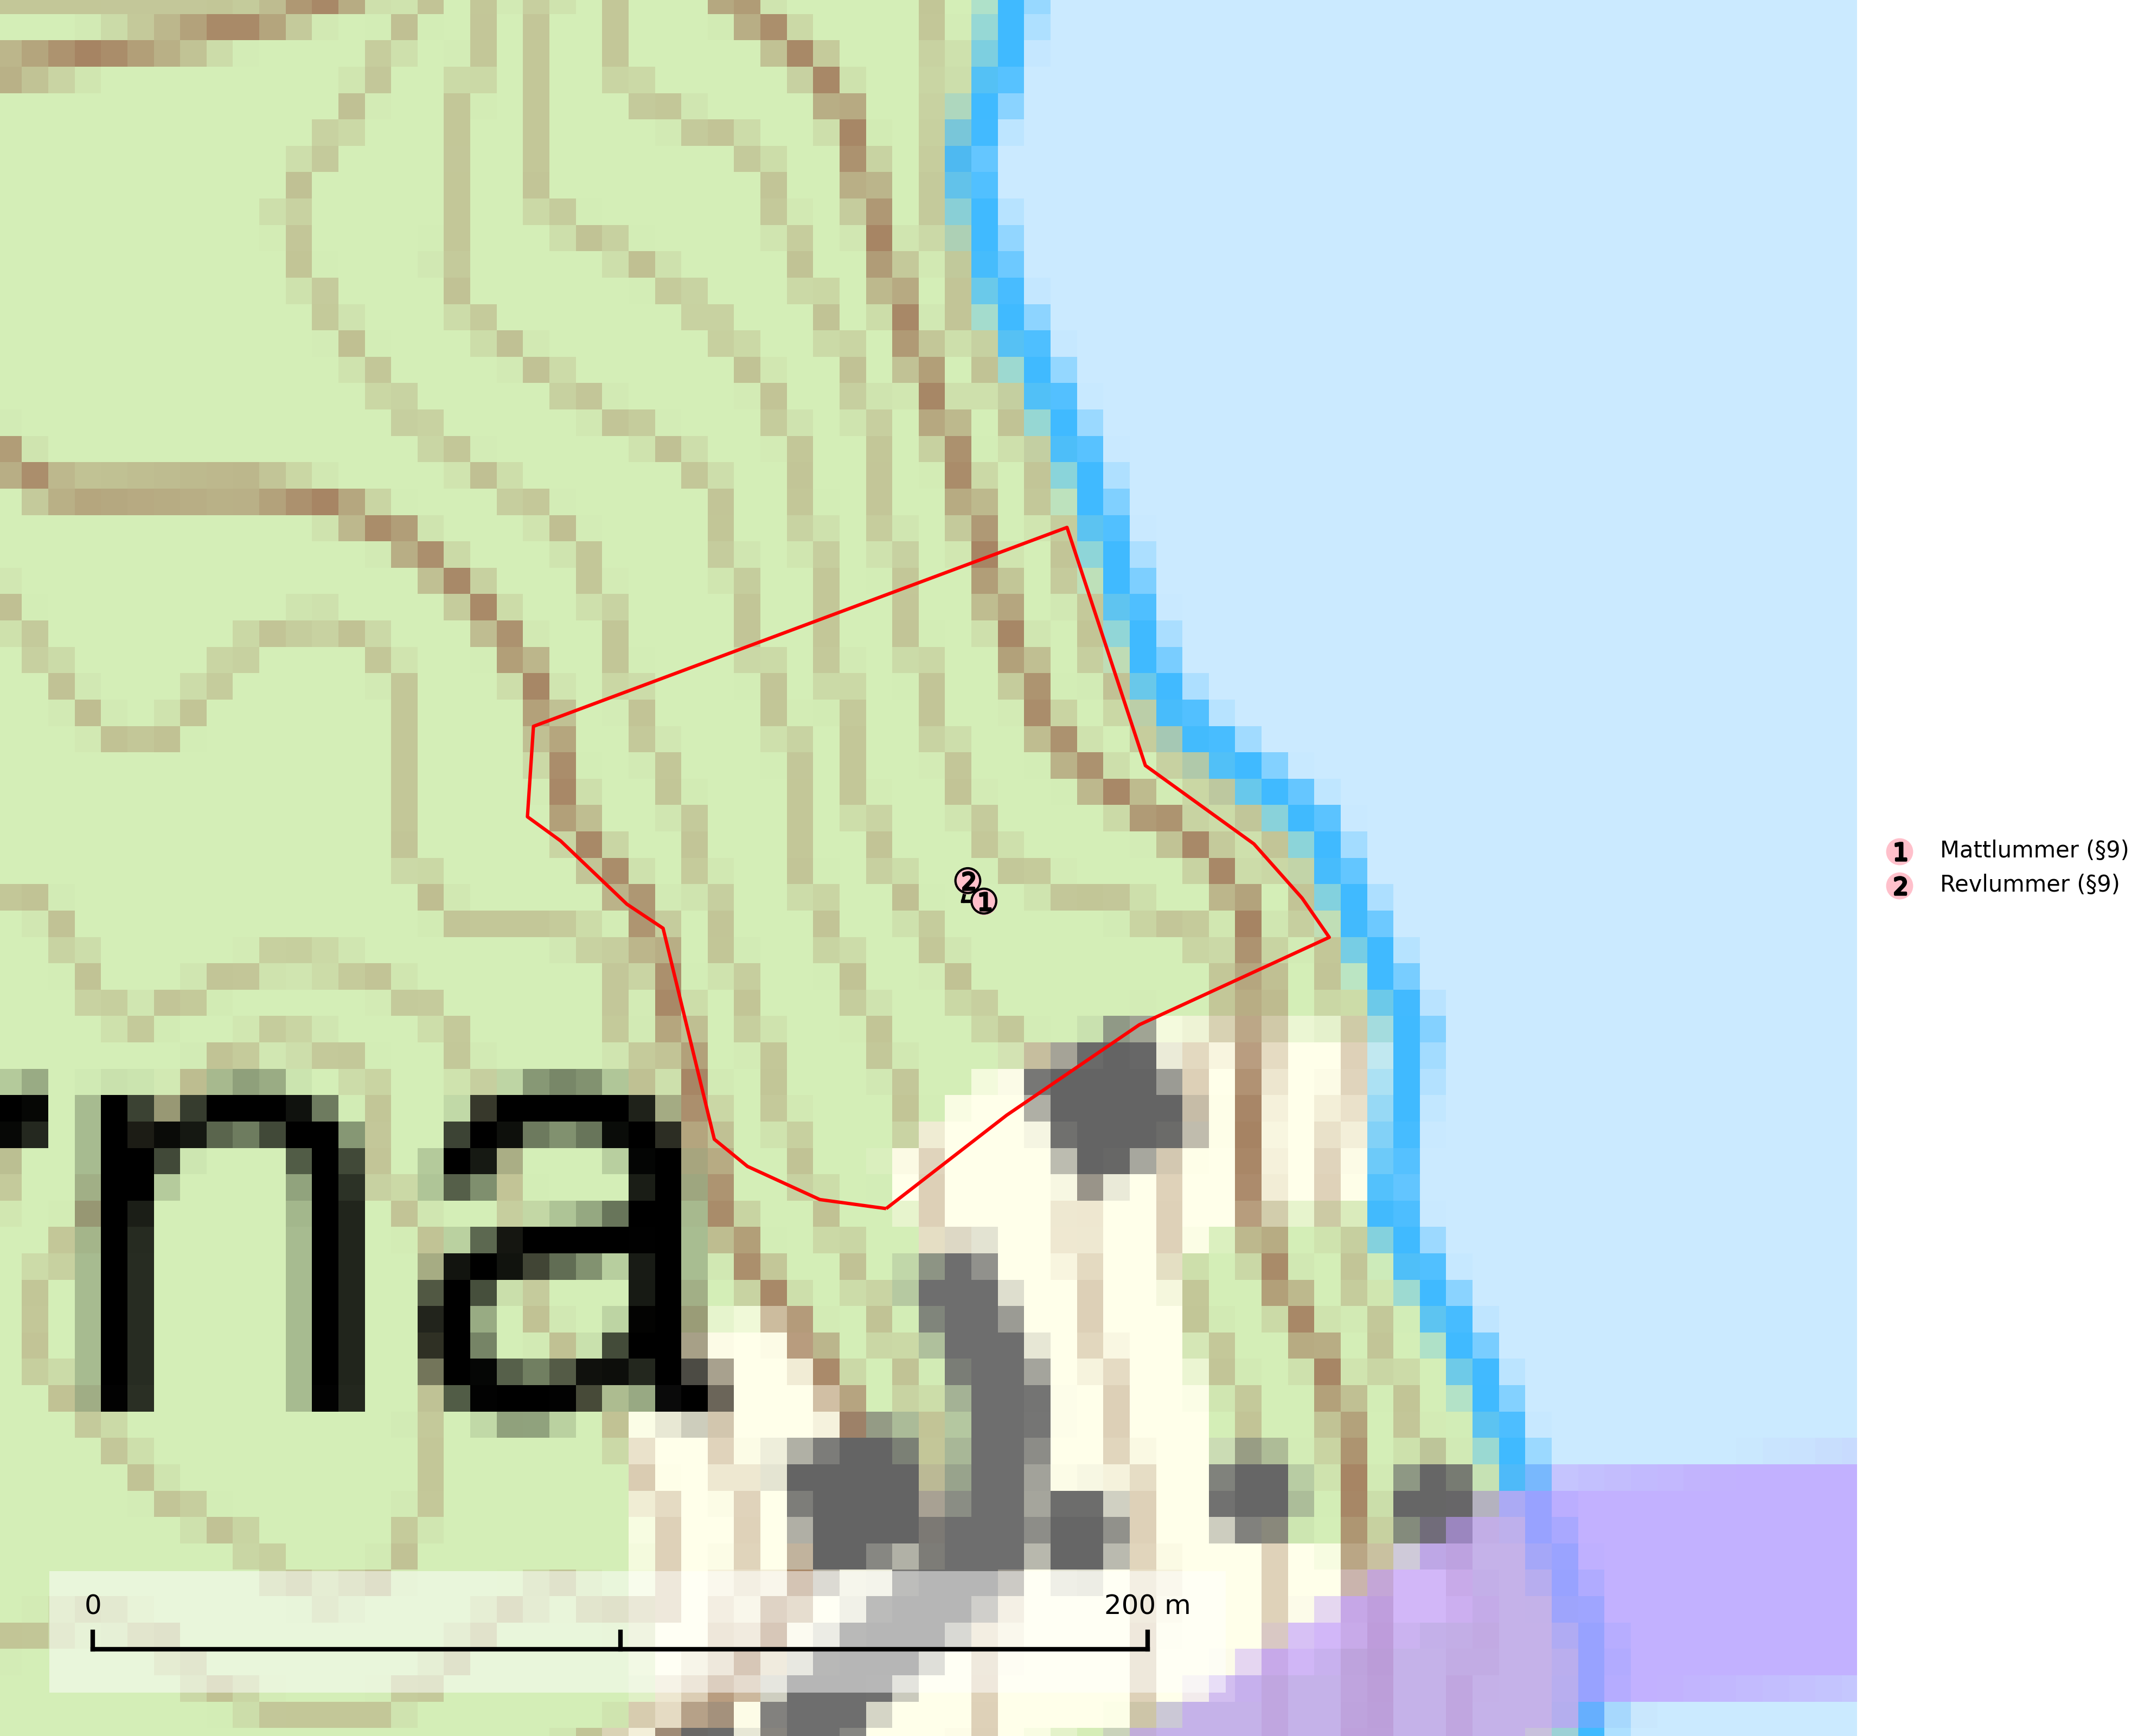 na
2
1
0
200 m
1 Mattlummer (§9)
2 Revlummer (§9)